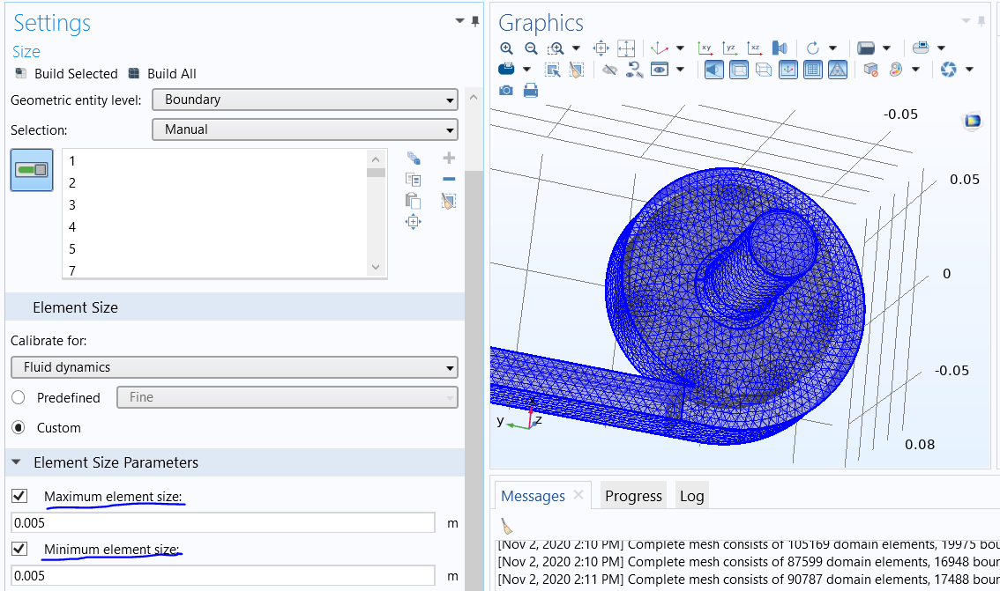 Settings
Size
Build Selected Build All
Geometric entity level: Boundary
Selection: Manual
1
2
3
4
5
7
Element Size
Calibrate for:
Fluid dynamics
Predefined Fine
Custom
Element Size Parameters
Maximum element size:
0.005 m
Minimum element size:
0.005 m
Graphics
xy yz xz
-0.05
0.05
0
-0.05
0.08
x
y z
Messages Progress Log
[Nov 2, 2020 2:10 PM] Complete mesh consists of 105169 domain elements, 19975 bou
[Nov 2, 2020 2:10 PM] Complete mesh consists of 87599 domain elements, 16948 bour
[Nov 2, 2020 2:11 PM] Complete mesh consists of 90787 domain elements, 17488 bour